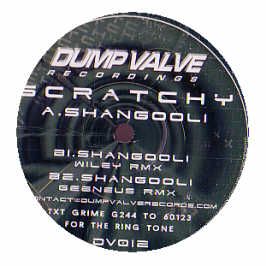 DUMP VALVE
RECORDINGS
SCRATCHY
A.SHANGOOLI
B1.SHANGOOLI
WILEY RMX
B2.SHANGOOLI
GEENEUS RMX
CONTACT@DUMPVALVERECORDS.COM
TXT GRIME G244 TO 60123
FOR THE RING TONE
DV012